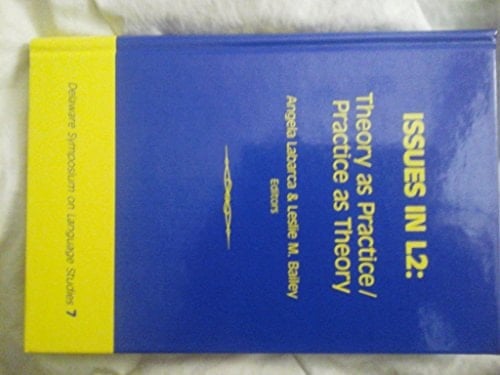 ISSUES IN L2:
Theory as Practice/
Practice as Theory
Angela Labarca & Leslie M. Bailey
Editors
Delaware Symposium on Language Studies 7